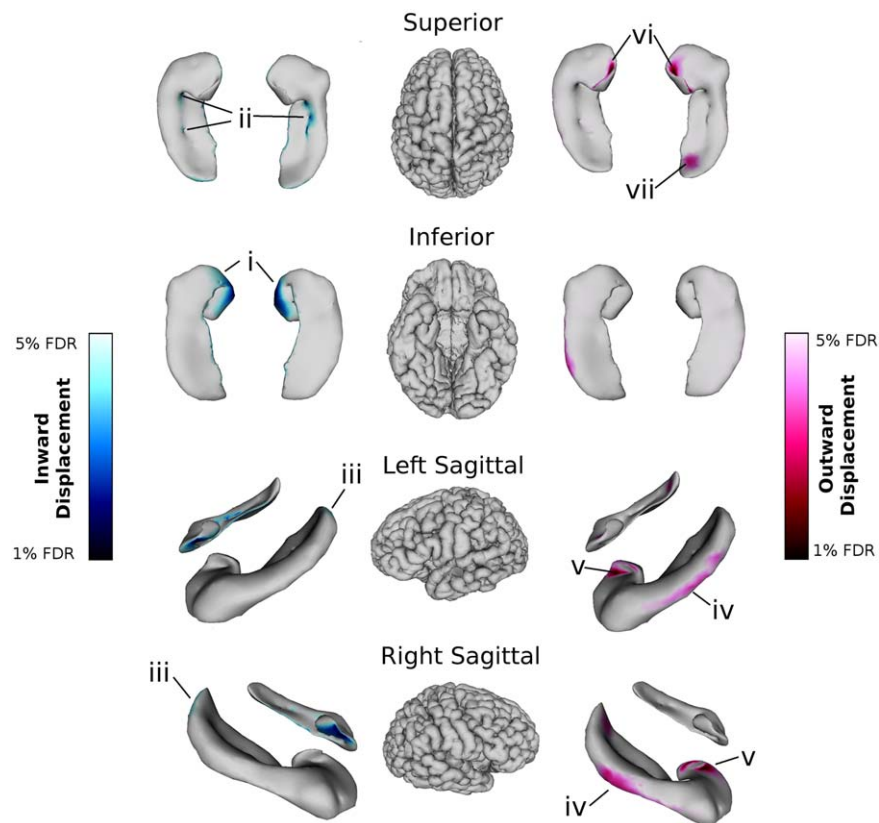 Superior
ii
vi
vii
Inferior
i
5% FDR
Inward
Displacement
1% FDR
5% FDR
Outward
Displacement
1% FDR
Left Sagittal
iii
v
iv
Right Sagittal
iii
v
iv